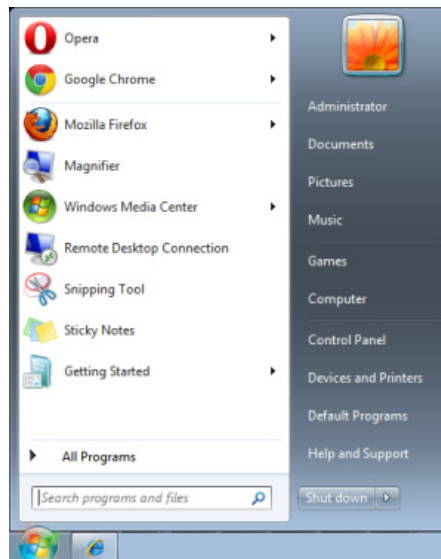 Opera
Google Chrome
Mozilla Firefox
Magnifier
Windows Media Center
Remote Desktop Connection
Snipping Tool
Sticky Notes
Getting Started
All Programs
Search programs and files
Administrator
Documents
Pictures
Music
Games
Computer
Control Panel
Devices and Printers
Default Programs
Help and Support
Shut down